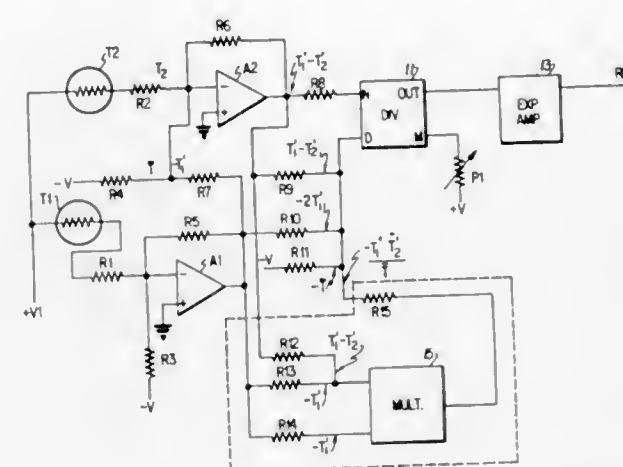 R6
T2
T2
A2
T1'-T2'
R8
R2
N
11
OUT
DIV
D
M
13
EXP
AMP
R
-V
R4
T
T1'
R7
T1'-T2'
R9
P1
+V
T1
R5
-2T1'
R10
R1
A1
-V
R11
-T
-T1' T2'
T
R15
+V1
R3
-V
R12
T1'-T2'
R13
-T1'
15
MULT.
R14
-T1'